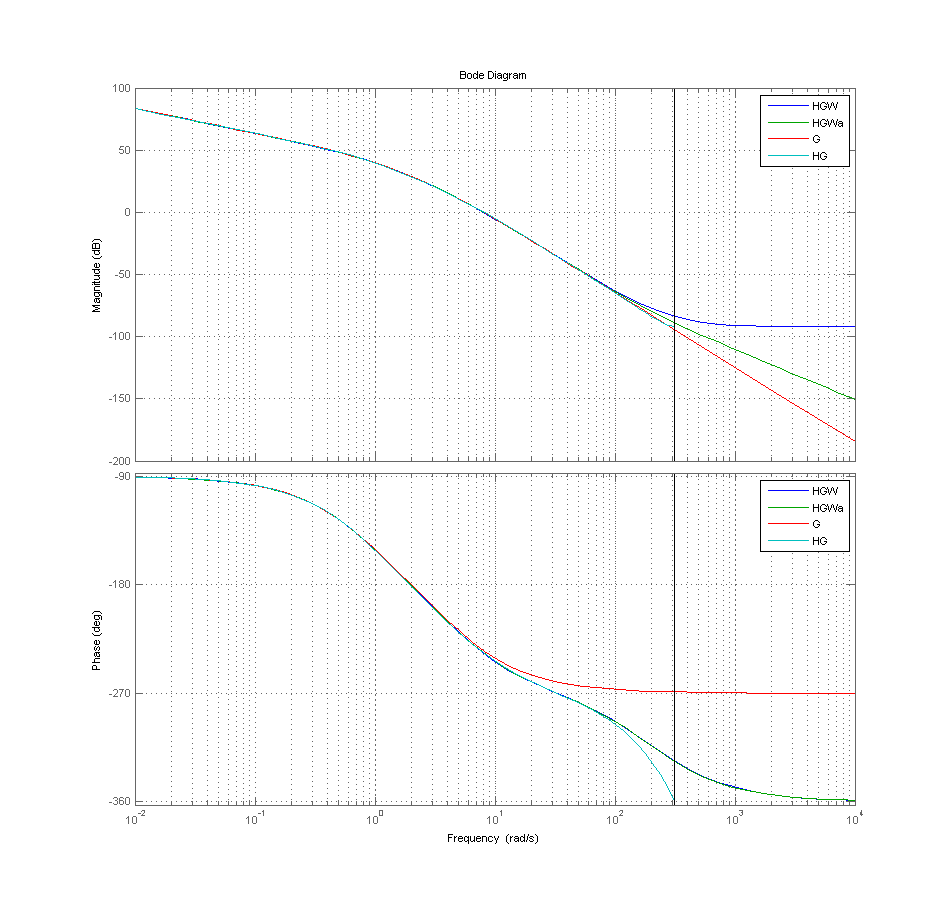 Bode Diagram
100
50
0
-50
-100
-150
-200
Magnitude (dB)
HGW
HGWa
G
HG
-90
-180
-270
-360
Phase (deg)
HGW
HGWa
G
HG
10^-2
10^-1
10^0
10^1
10^2
10^3
10^4
Frequency (rad/s)